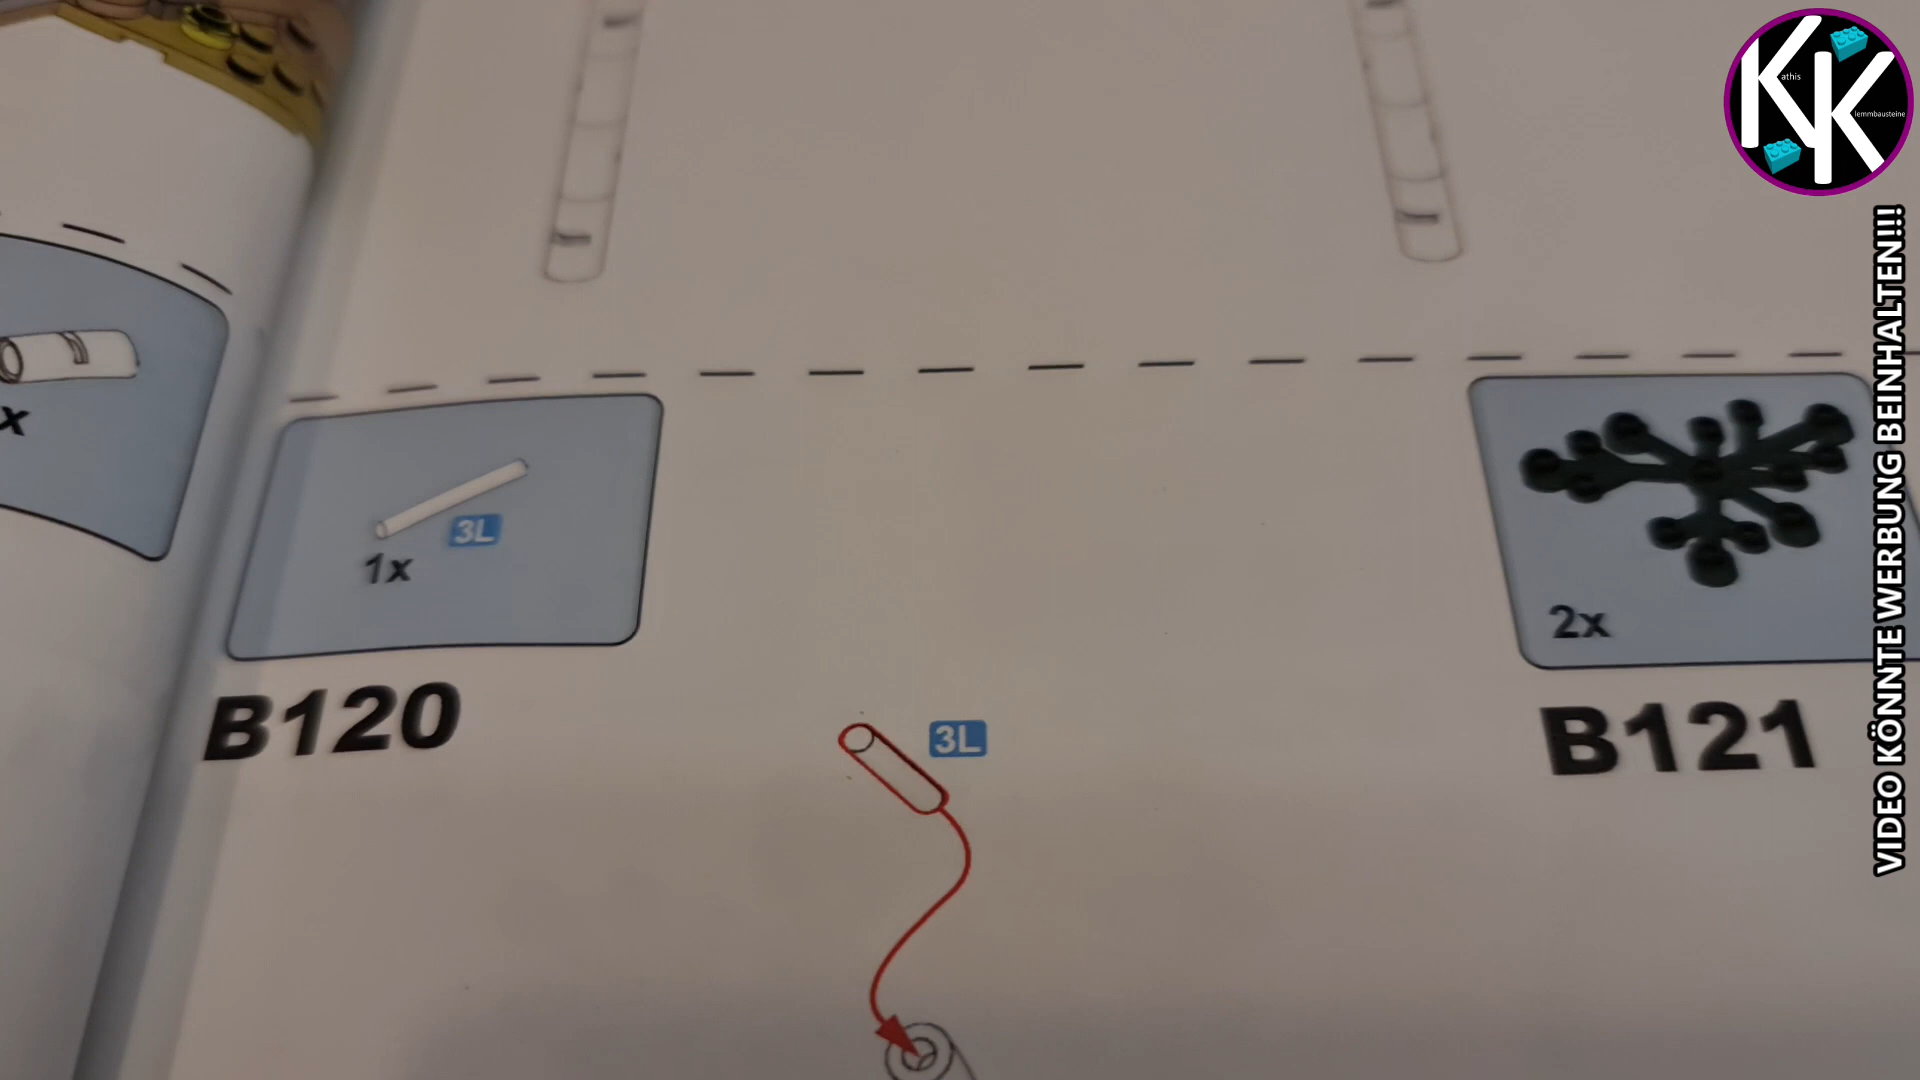 K athis
K lemmbausteine
VIDEO KÖNNTE WERBUNG BEINHALTEN!!!
x
3L
1x
2x
B120
3L
B121